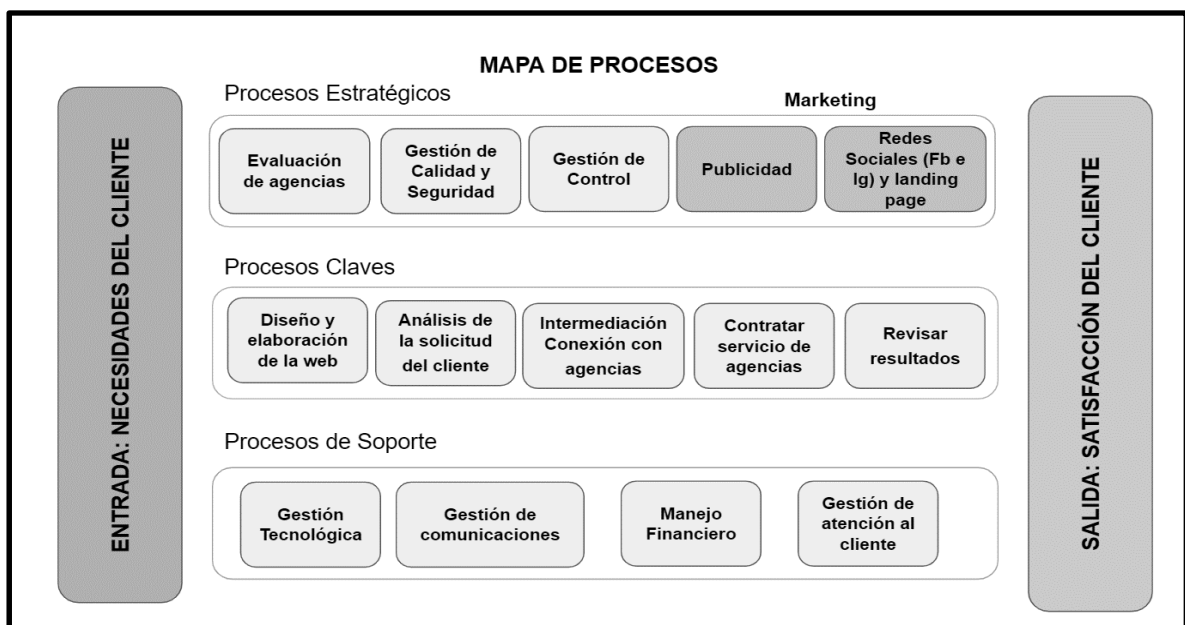 MAPA DE PROCESOS
ENTRADA: NECESIDADES DEL CLIENTE
Procesos Estratégicos
Marketing
Evaluación
de agencias
Gestión de
Calidad y
Seguridad
Gestión de
Control
Publicidad
Redes
Sociales (Fb e
Ig) y landing
page
Procesos Claves
Diseño y
elaboración
de la web
Análisis de
la solicitud
del cliente
Intermediación
Conexión con
agencias
Contratar
servicio de
agencias
Revisar
resultados
Procesos de Soporte
Gestión
Tecnológica
Gestión de
comunicaciones
Manejo
Financiero
Gestión de
atención al
cliente
SALIDA: SATISFACCIÓN DEL CLIENTE